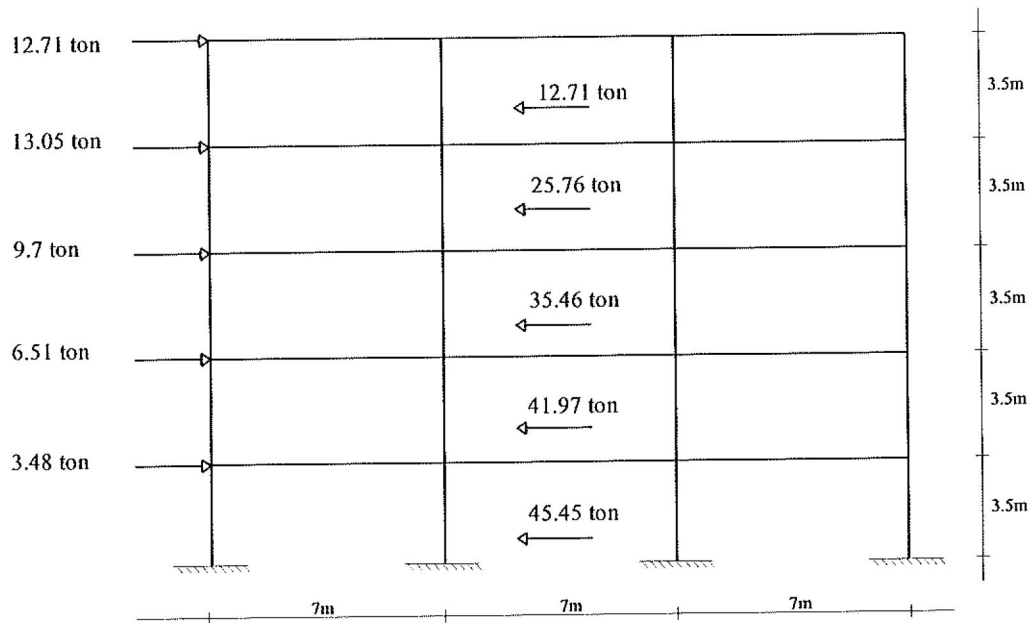 12.71 ton
3.5m
12.71 ton
13.05 ton
25.76 ton
3.5m
9.7 ton
35.46 ton
3.5m
6.51 ton
41.97 ton
3.5m
3.48 ton
45.45 ton
3.5m
7m
7m
7m